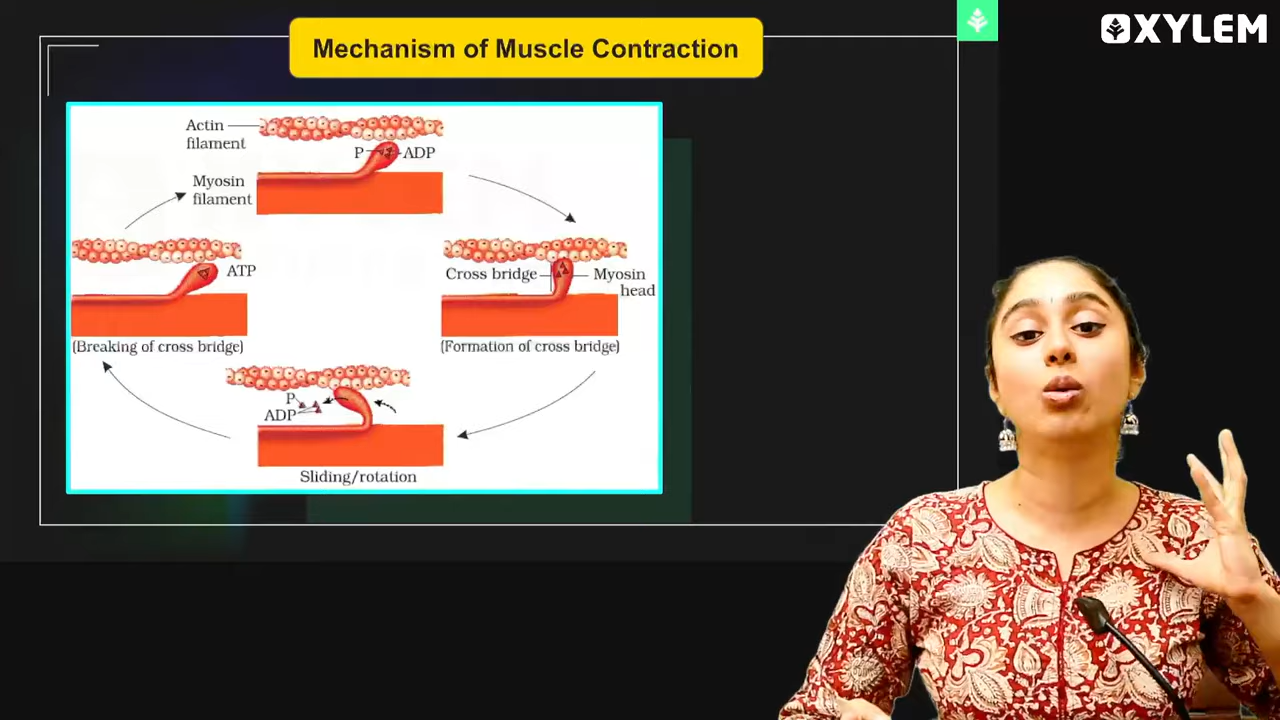 Mechanism of Muscle Contraction
XYLEM
Actin
filament
P
ADP
Myosin
filament
ATP
Cross bridge
Myosin
head
(Breaking of cross bridge)
(Formation of cross bridge)
P
ADP
Sliding/rotation